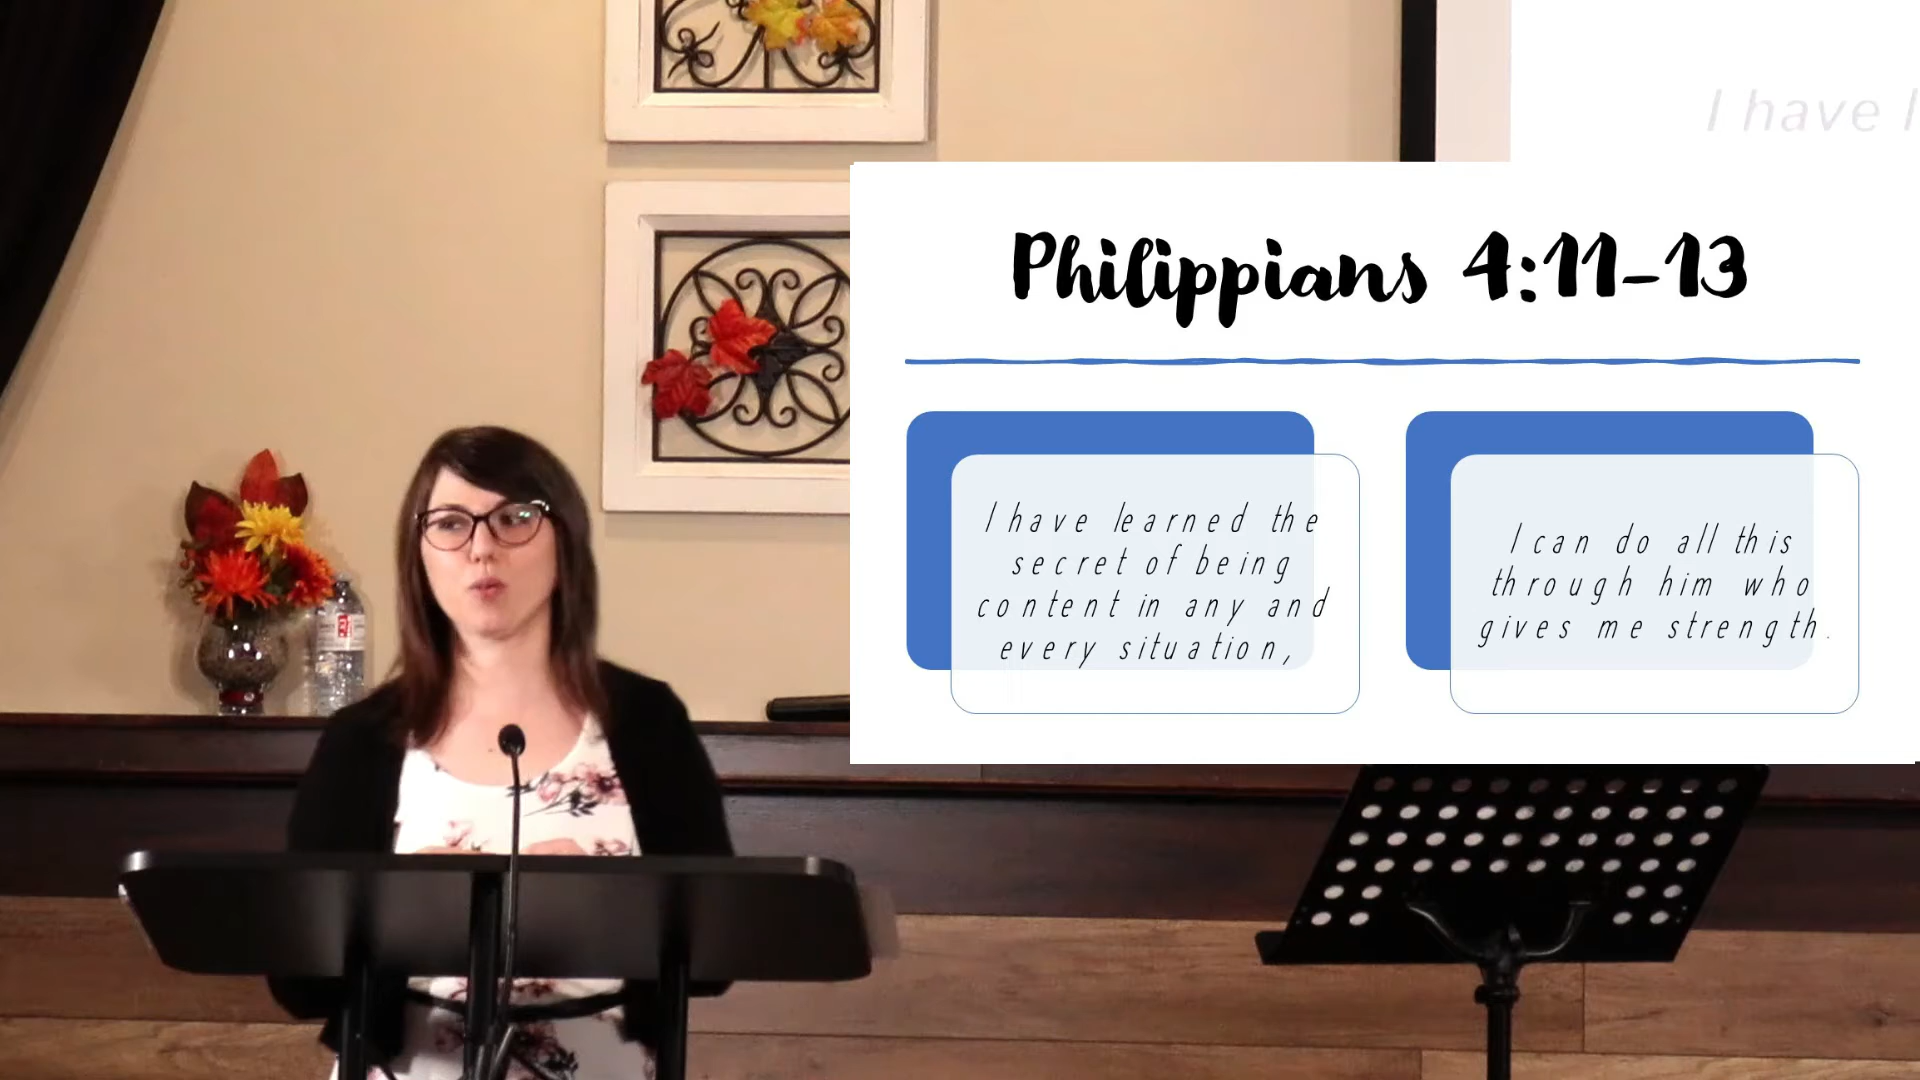 I have l
Philippians 4:11-13
I have learned the
secret of being
content in any and
every situation,
I can do all this
through him who
gives me strength.